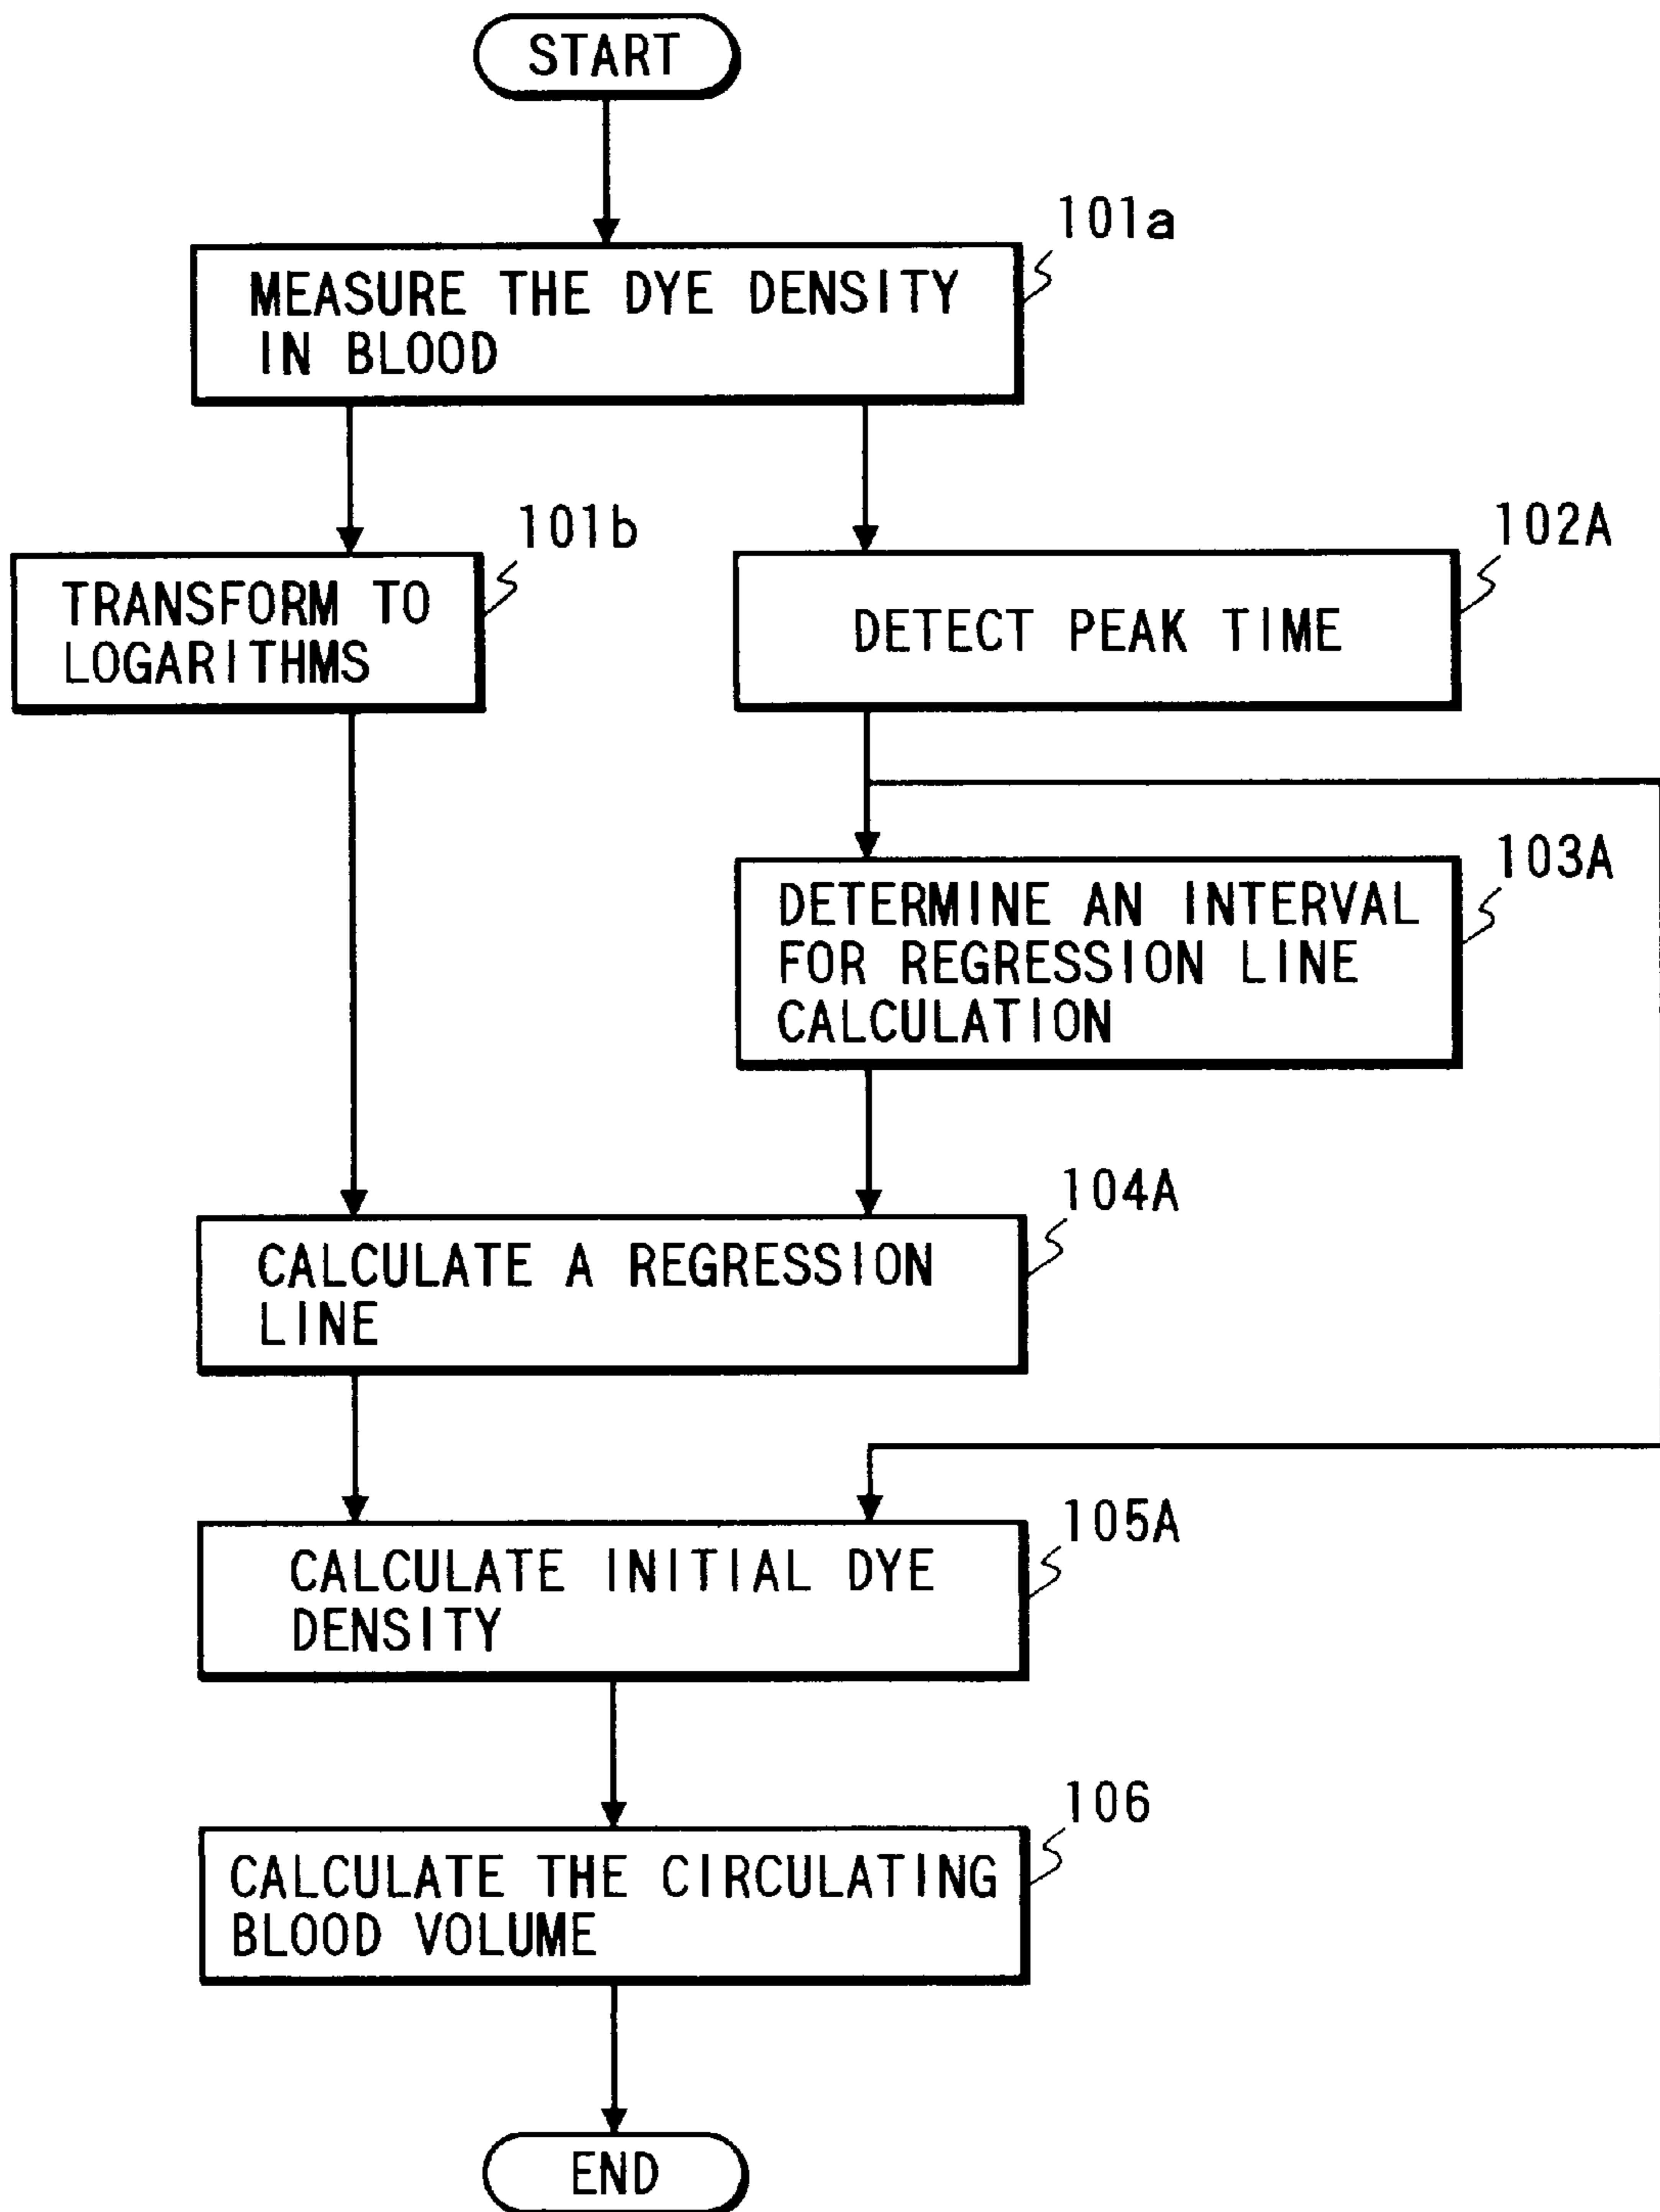 START
101a
MEASURE THE DYE DENSITY
IN BLOOD
101b
TRANSFORM TO
LOGARITHMS
102A
DETECT PEAK TIME
103A
DETERMINE AN INTERVAL
FOR REGRESSION LINE
CALCULATION
104A
CALCULATE A REGRESSION
LINE
105A
CALCULATE INITIAL DYE
DENSITY
106
CALCULATE THE CIRCULATING
BLOOD VOLUME
END